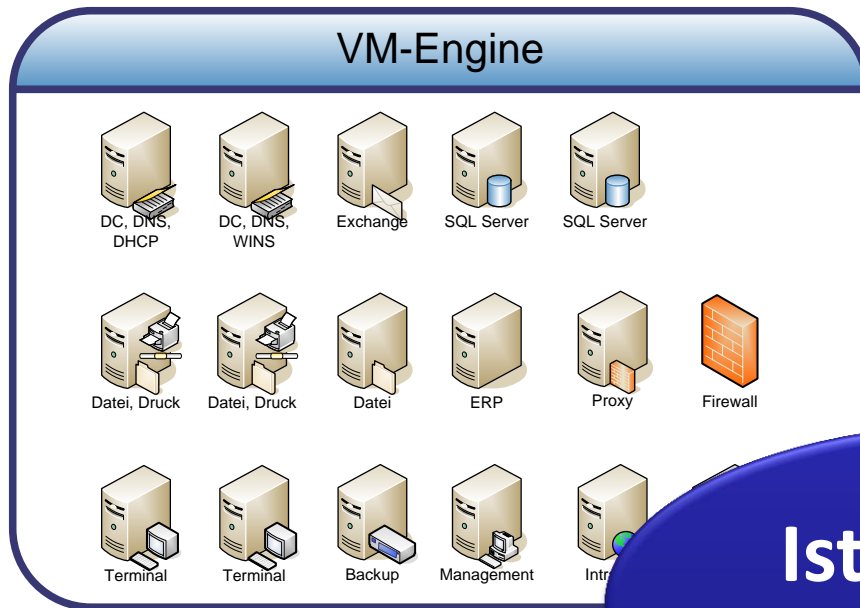 VM-Engine
DC, DNS,
DHCP
DC, DNS,
WINS
Exchange
SQL Server
SQL Server
Datei, Druck
Datei, Druck
Datei
ERP
Proxy
Firewall
Terminal
Terminal
Backup
Management
Ist